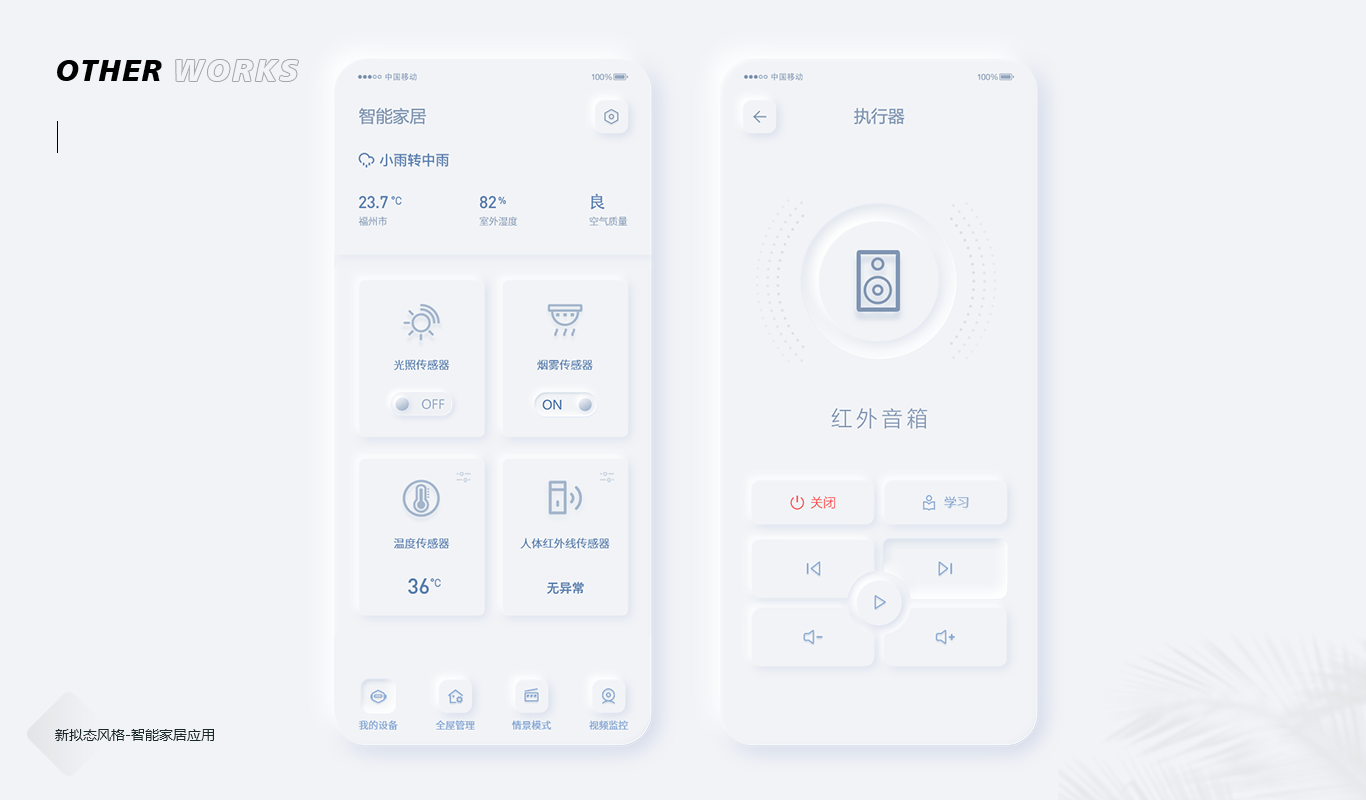 OTHER WORKS
中国移动 100%
智能家居
小雨转中雨
23.7℃ 82% 良
福州市 室外湿度 空气质量
光照传感器 烟雾传感器
OFF ON
温度传感器 人体红外线传感器
36℃ 无异常
我的设备 全屋管理 情景模式 视频监控
中国移动 100%
执行器
红外音箱
关闭 学习
新拟态风格-智能家居应用